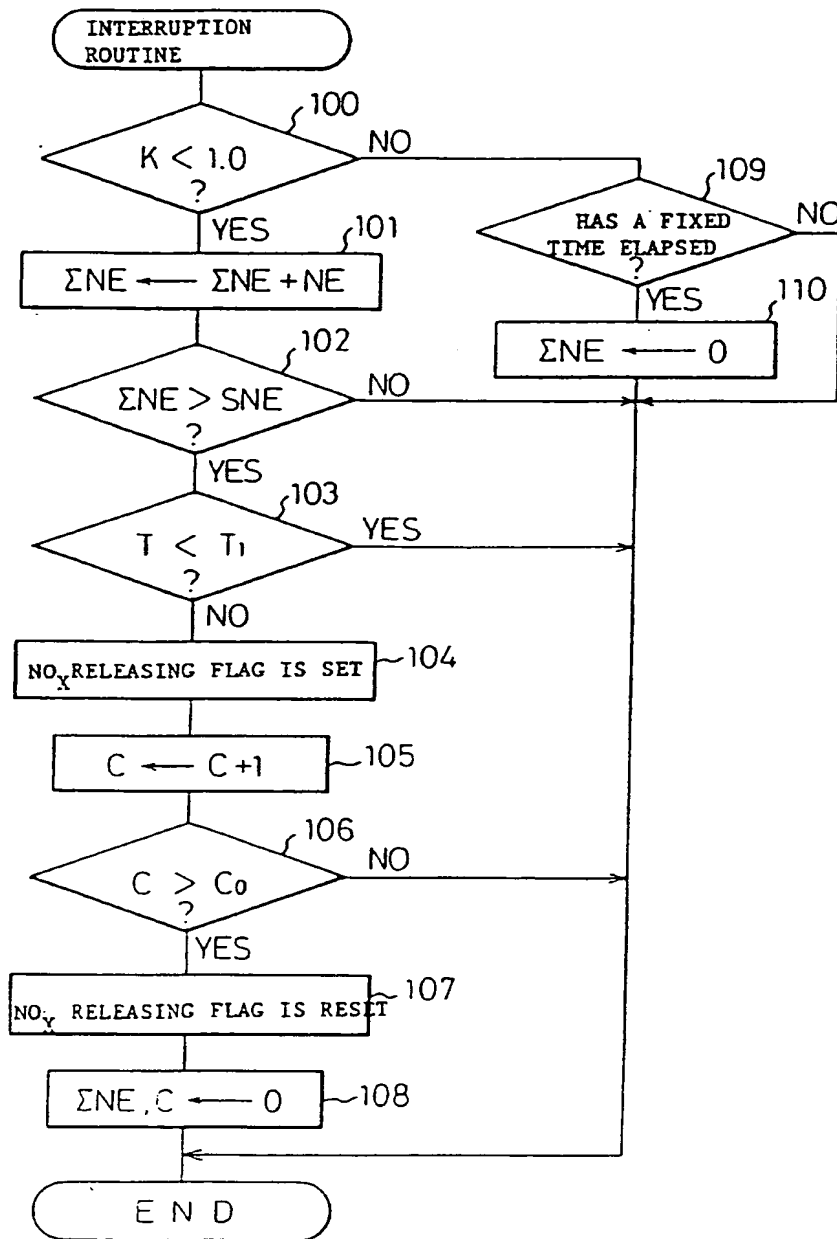 INTERRUPTION
ROUTINE
100
K < 1.0
?
NO
YES
109
HAS A FIXED
TIME ELAPSED
?
NO
YES
101
ΣNE ← ΣNE + NE
110
ΣNE ← 0
102
ΣNE > SNE
?
NO
YES
103
T < T1
?
YES
NO
NOX RELEASING FLAG IS SET
104
C ← C+1
105
106
C > C0
?
NO
YES
NOX RELEASING FLAG IS RESET
107
ΣNE, C ← 0
108
END